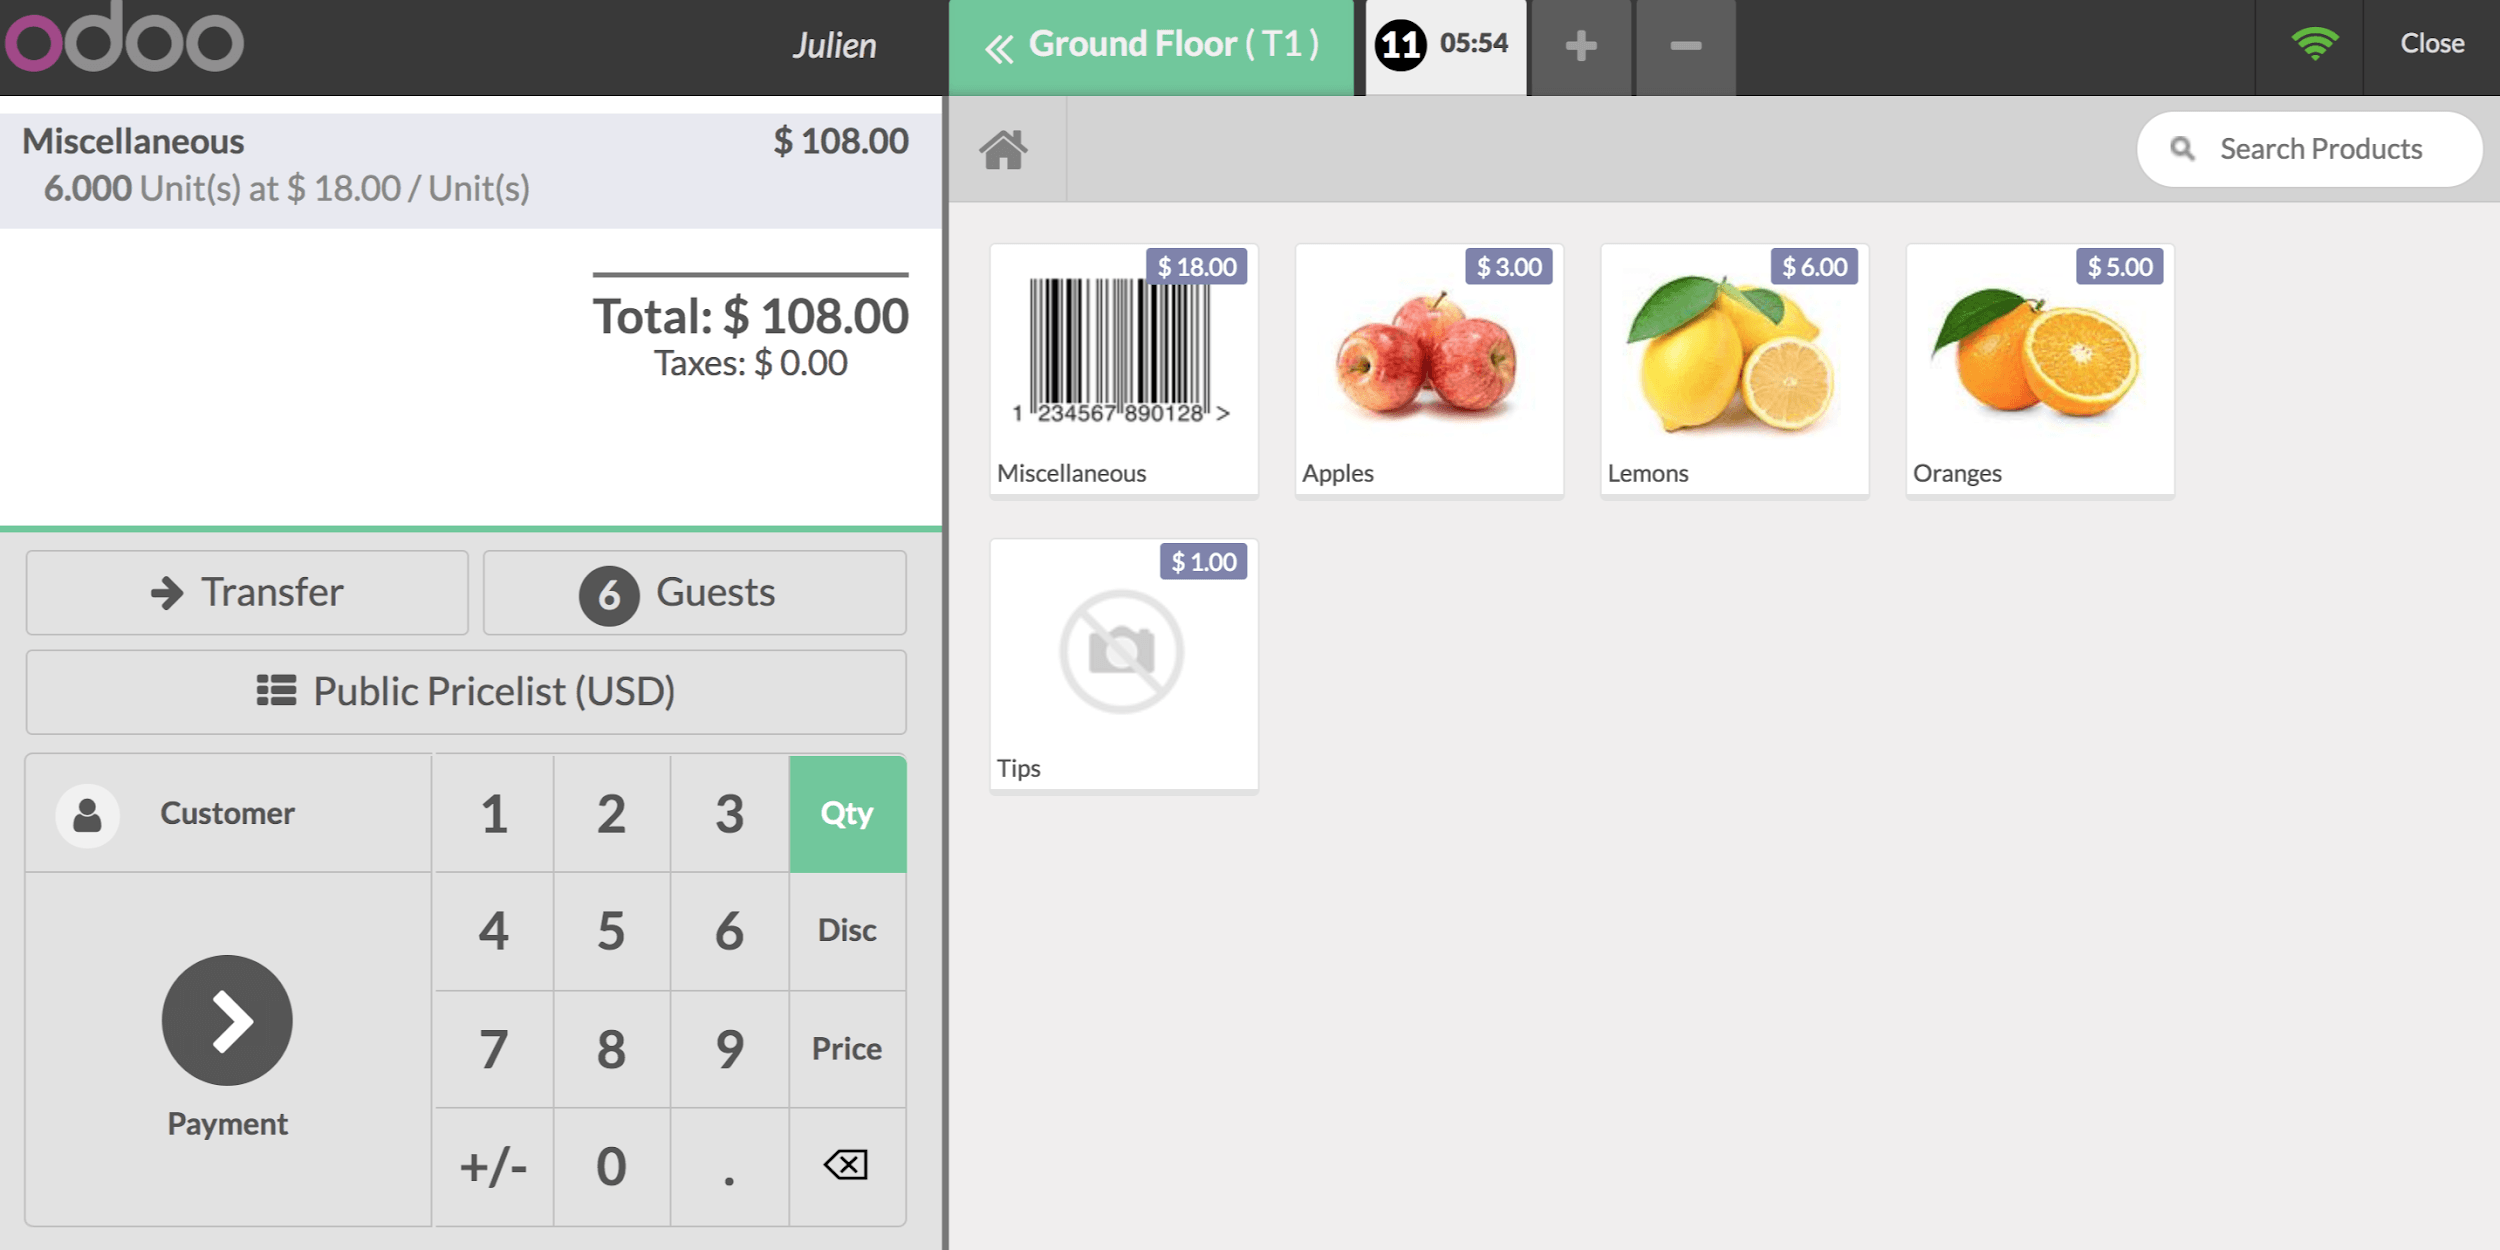 odoo
Julien
Ground Floor ( T1 )
11 05:54
+
-
Close
Miscellaneous $ 108.00
6.000 Unit(s) at $ 18.00 / Unit(s)
Total: $ 108.00
Taxes: $ 0.00
Search Products
$ 18.00
1 234567 890128 >
Miscellaneous
$ 3.00
Apples
$ 6.00
Lemons
$ 5.00
Oranges
$ 1.00
Tips
Transfer
6 Guests
Public Pricelist (USD)
Customer
Payment
1 2 3 Qty
4 5 6 Disc
7 8 9 Price
+/- 0 .